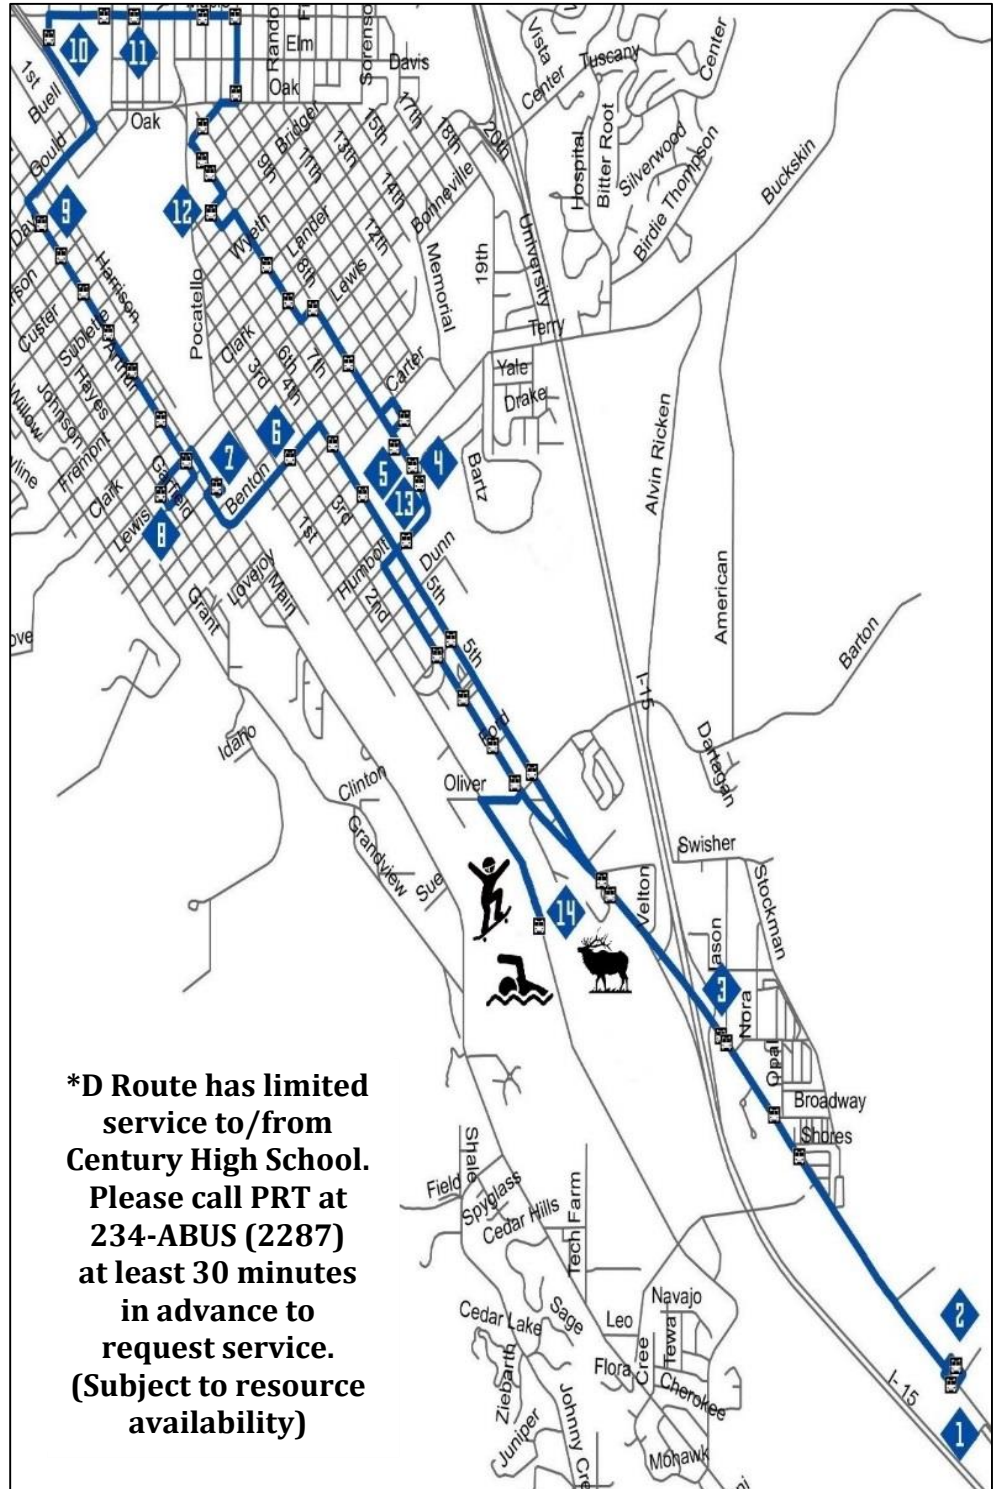 10
11
Rando
Sorenso
Elm
Davis
Oak
Oak
1st
Buell
Gould
9
12
Bridger
9th
11th
13th
15th
17th
18th
20th
14th
12th
Bonneville
Wyeth
Lander
8th
Lewis
Memorial
19th
University
Terry
Vista
Center
Tuscany
Center
Hospital
Bitter Root
Silverwood
Birdie Thompson
Buckskin
Harrison
Custer
Sublette
Arthur
Hayes
Johnson
Willow
Fremont
Clark
Lewis
Garfield
8
7
6
Benton
Pocatello
Clark
3rd
6th
4th
7th
Carter
5
4
13
Yale
Drake
Bartz
Alvin Ricken
American
Barton
3rd
1st
Humbolt
2nd
Dunn
5th
5th
Lovejoy
Main
Grant
Idaho
Clinton
Grandview
Sue
Oliver
Ford
I-15
Dartagan
Swisher
Stockman
Velton
14
3
Nora
Opal
Broadway
Shores
*D Route has limited
service to/from
Century High School.
Please call PRT at
234-ABUS (2287)
at least 30 minutes
in advance to
request service.
(Subject to resource
availability)
Shale
Field
Spyglass
Cedar Hills
Tech Farm
Cedar Lake
Sage
Leo
Navajo
Tewa
Cree
Flora
Cherokee
Ziebarth
Juniper
Johnny Cre
Mohawk
I- 15
2
1